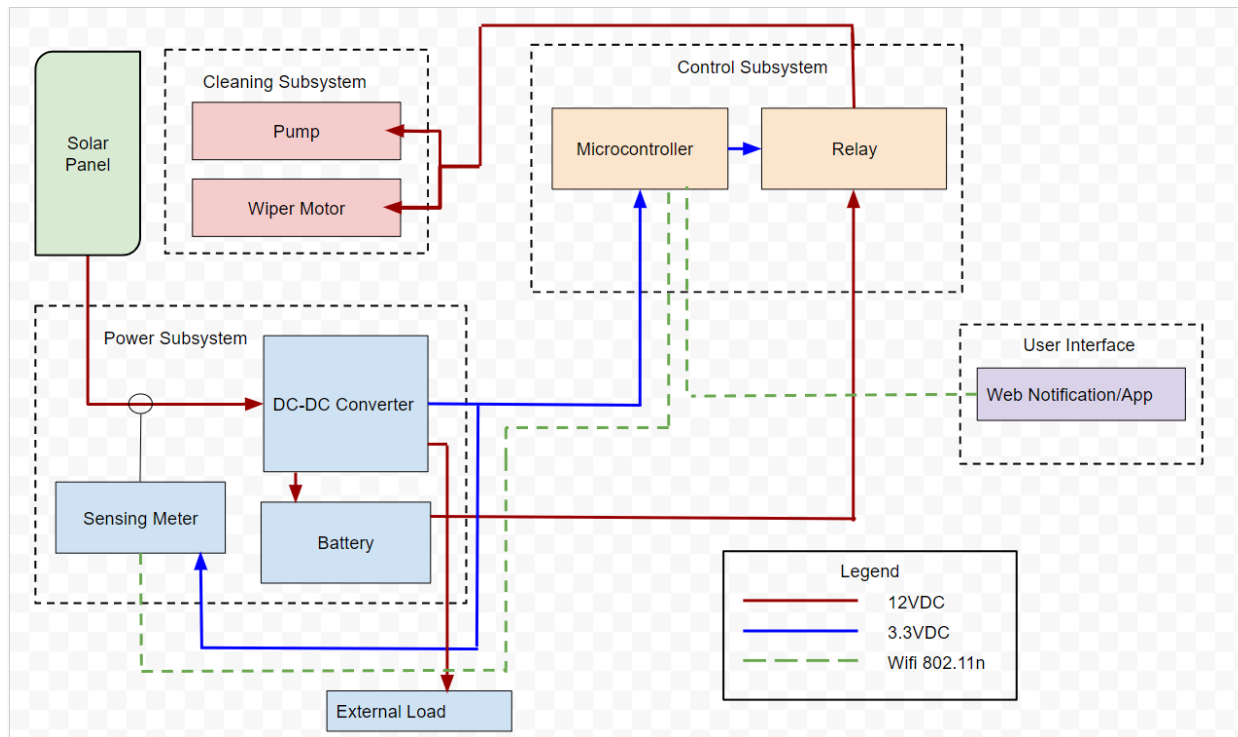 Solar
Panel
Cleaning Subsystem
Pump
Wiper Motor
Control Subsystem
Microcontroller
Relay
Power Subsystem
DC-DC Converter
Sensing Meter
Battery
External Load
User Interface
Web Notification/App
Legend
12VDC
3.3VDC
Wifi 802.11n